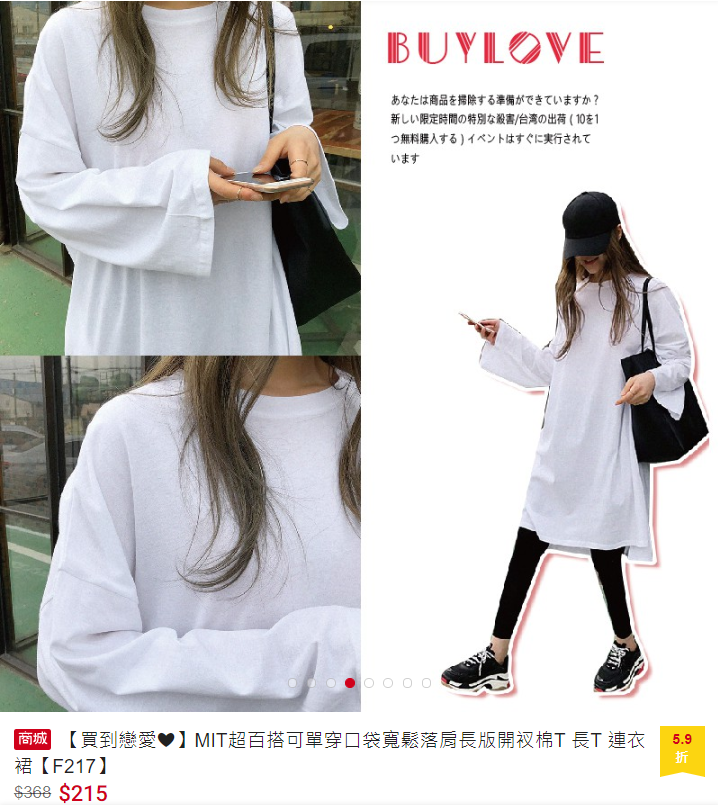 BUYLOVE
あなたは商品を掃除する準備ができていますか？
新しい限定時間の特別な殺害/台湾の出荷 ( 10を1
つ無料購入する ) イベントはすぐに実行されて
います
商城 【買到戀愛♥】MIT超百搭可單穿口袋寬鬆落肩長版開衩棉T 長T 連衣
裙【F217】
5.9
折
$368 $215